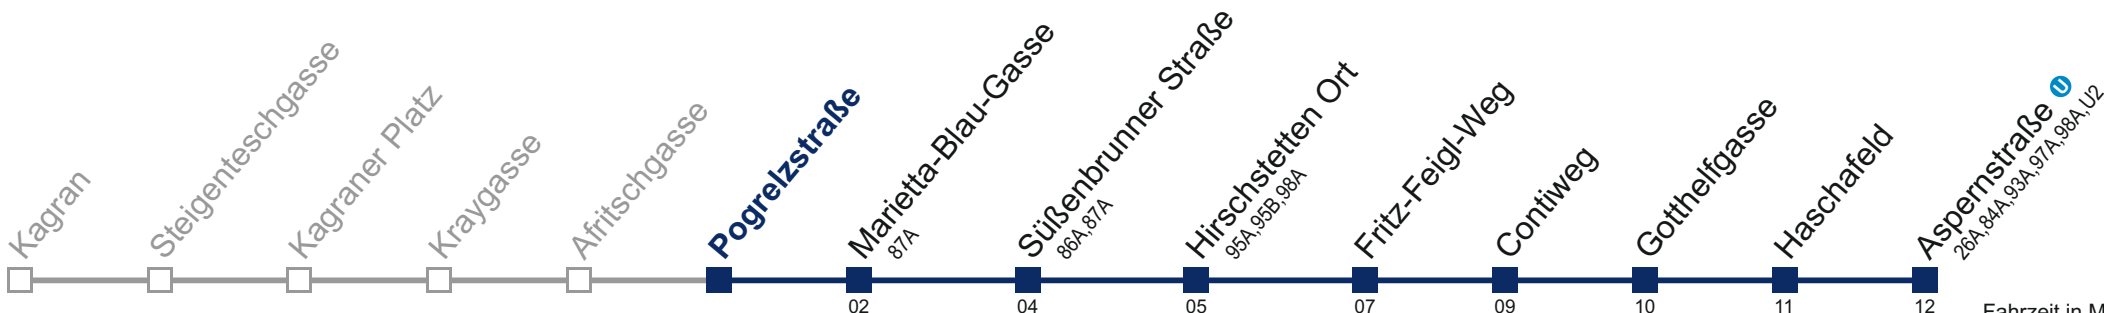 Kagran
Steigenteschgasse
Kagraner Platz
Kraygasse
Afritschgasse
Pogrelzstraße
Marietta-Blau-Gasse
87A
Süßenbrunner Straße
86A,87A
Hirschstetten Ort
95A,95B,98A
Fritz-Feigl-Weg
Contiweg
Gotthelfgasse
Haschafeld
Aspernstraße U
26A,84A,93A,97A,98A,U2
02 04 05 07 09 10 11 12 Fahrzeit in M